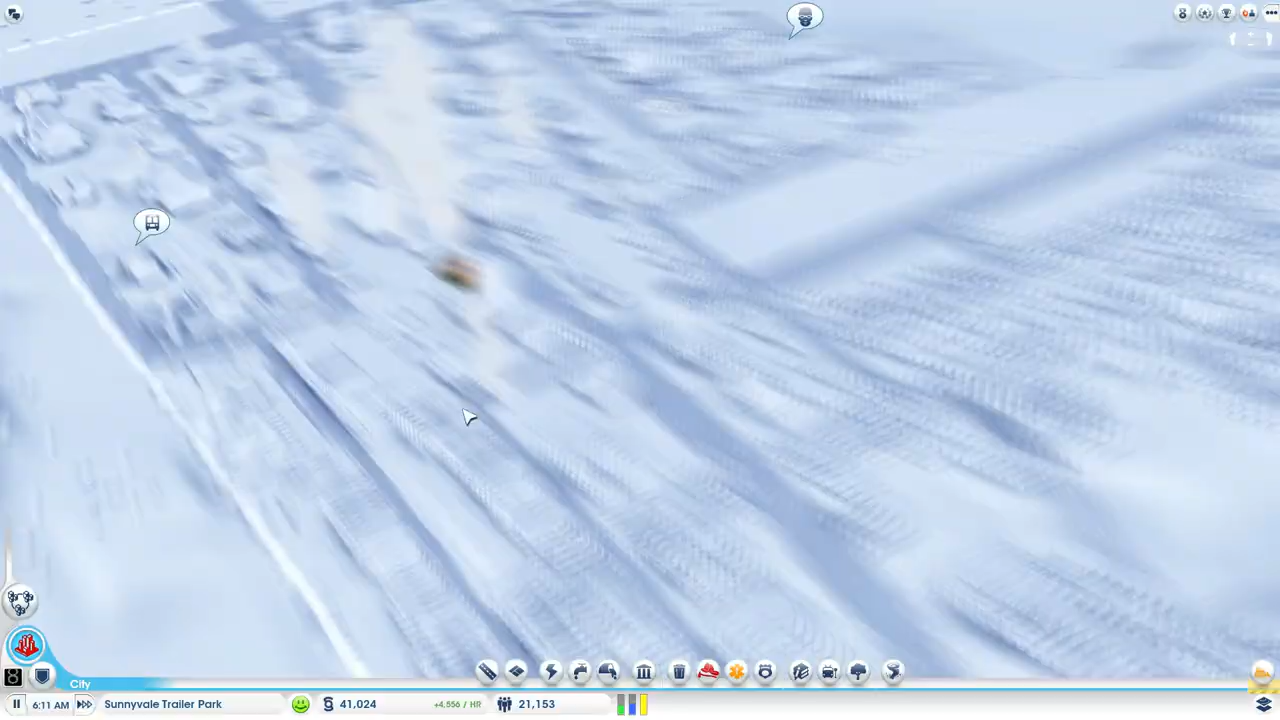 City
6:11 AM
Sunnyvale Trailer Park
41,024
+4,556 / HR
21,153